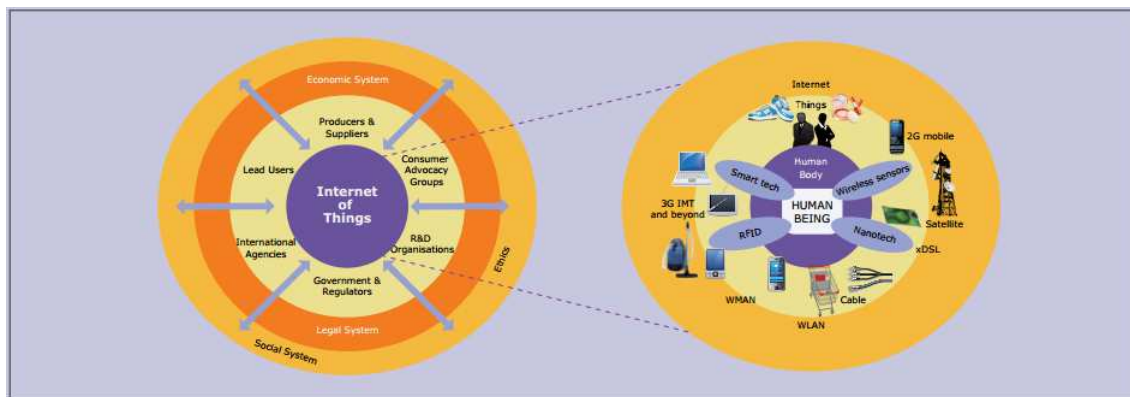 Economic System
Producers &
Suppliers
Lead Users
Consumer
Advocacy
Groups
Internet
of
Things
International
Agencies
R&D
Organisations
Government &
Regulators
Legal System
Social System
Ethics
Internet
Things
2G mobile
Human
Body
Smart tech
Wireless sensors
HUMAN
BEING
3G IMT
and beyond
RFID
Nanotech
Satellite
xDSL
WMAN
Cable
WLAN